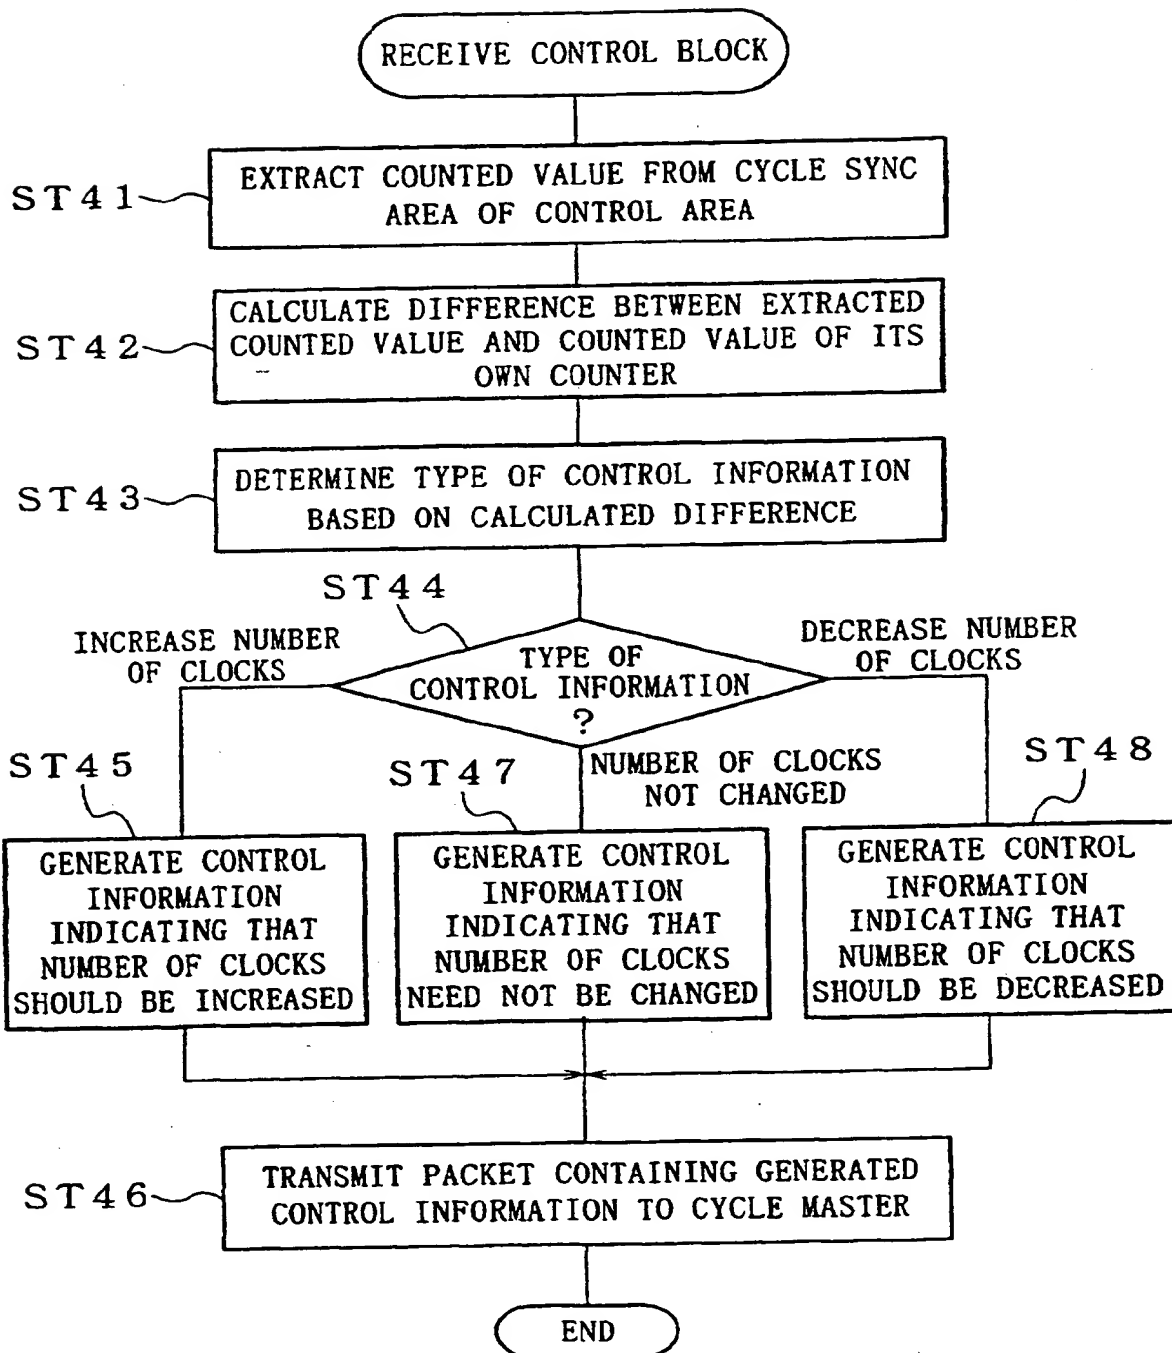 RECEIVE CONTROL BLOCK
ST41
EXTRACT COUNTED VALUE FROM CYCLE SYNC
AREA OF CONTROL AREA
ST42
CALCULATE DIFFERENCE BETWEEN EXTRACTED
COUNTED VALUE AND COUNTED VALUE OF ITS
OWN COUNTER
ST43
DETERMINE TYPE OF CONTROL INFORMATION
BASED ON CALCULATED DIFFERENCE
ST44
TYPE OF
CONTROL INFORMATION
?
INCREASE NUMBER
OF CLOCKS
DECREASE NUMBER
OF CLOCKS
NUMBER OF CLOCKS
NOT CHANGED
ST45
GENERATE CONTROL
INFORMATION
INDICATING THAT
NUMBER OF CLOCKS
SHOULD BE INCREASED
ST47
GENERATE CONTROL
INFORMATION
INDICATING THAT
NUMBER OF CLOCKS
NEED NOT BE CHANGED
ST48
GENERATE CONTROL
INFORMATION
INDICATING THAT
NUMBER OF CLOCKS
SHOULD BE DECREASED
ST46
TRANSMIT PACKET CONTAINING GENERATED
CONTROL INFORMATION TO CYCLE MASTER
END